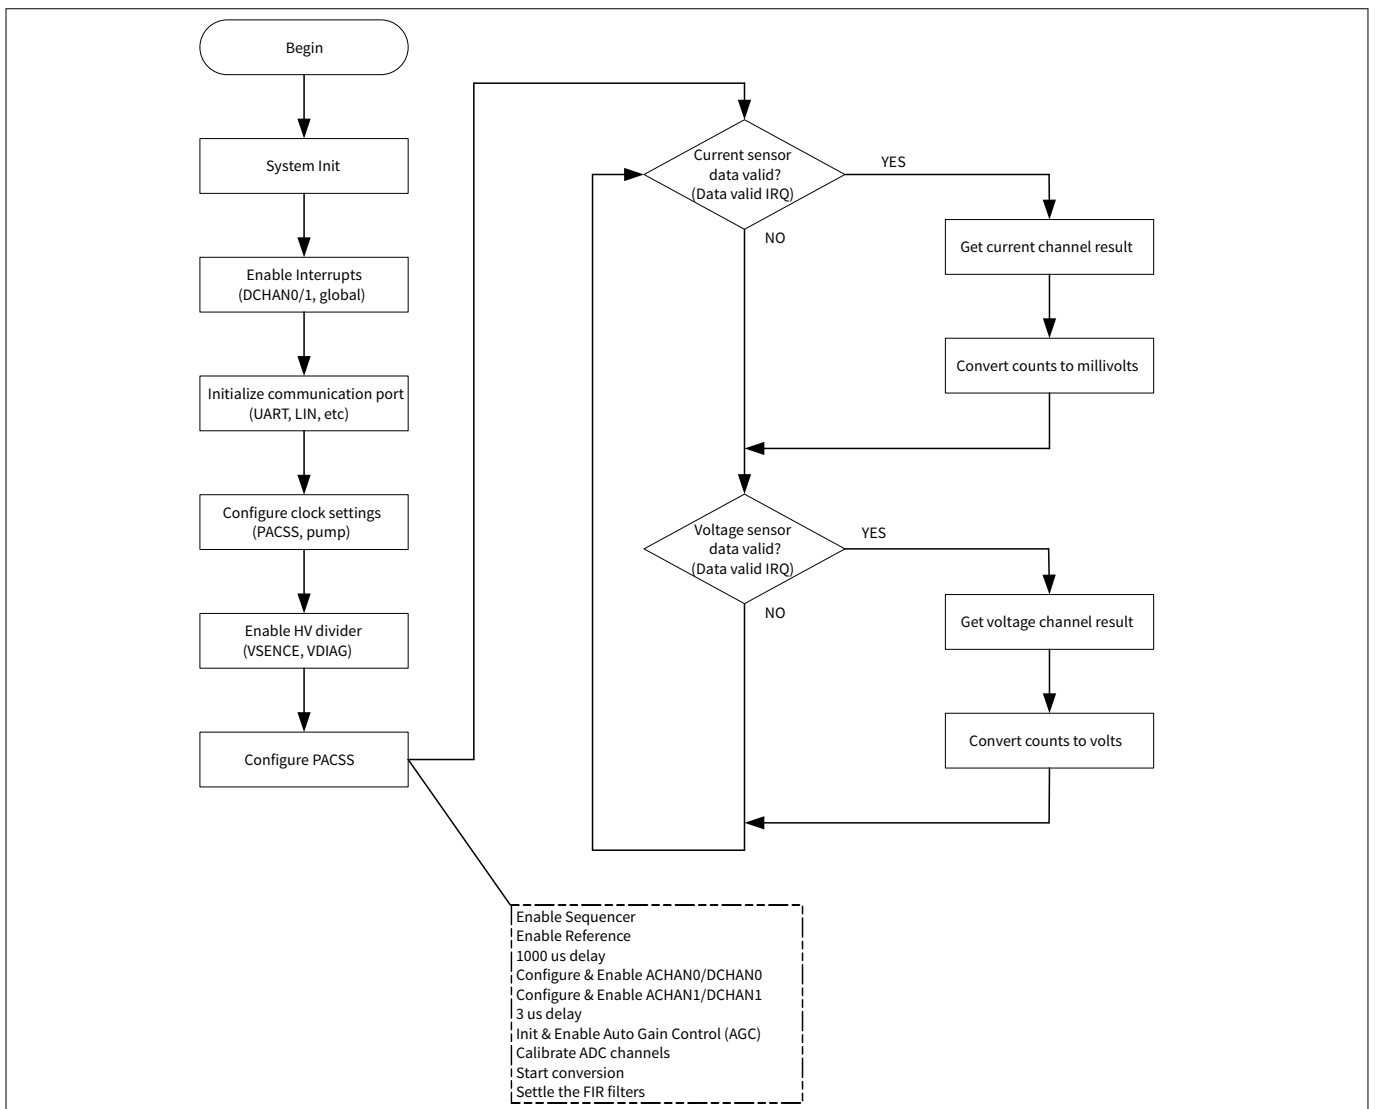 Begin
System Init
Enable Interrupts
(DCHAN0/1, global)
Initialize communication port
(UART, LIN, etc)
Configure clock settings
(PACSS, pump)
Enable HV divider
(VSENCE, VDIAG)
Configure PACSS
Current sensor
data valid?
(Data valid IRQ)
YES
NO
Get current channel result
Convert counts to millivolts
Voltage sensor
data valid?
(Data valid IRQ)
YES
NO
Get voltage channel result
Convert counts to volts
Enable Sequencer
Enable Reference
1000 us delay
Configure & Enable ACHAN0/DCHAN0
Configure & Enable ACHAN1/DCHAN1
3 us delay
Init & Enable Auto Gain Control (AGC)
Calibrate ADC channels
Start conversion
Settle the FIR filters